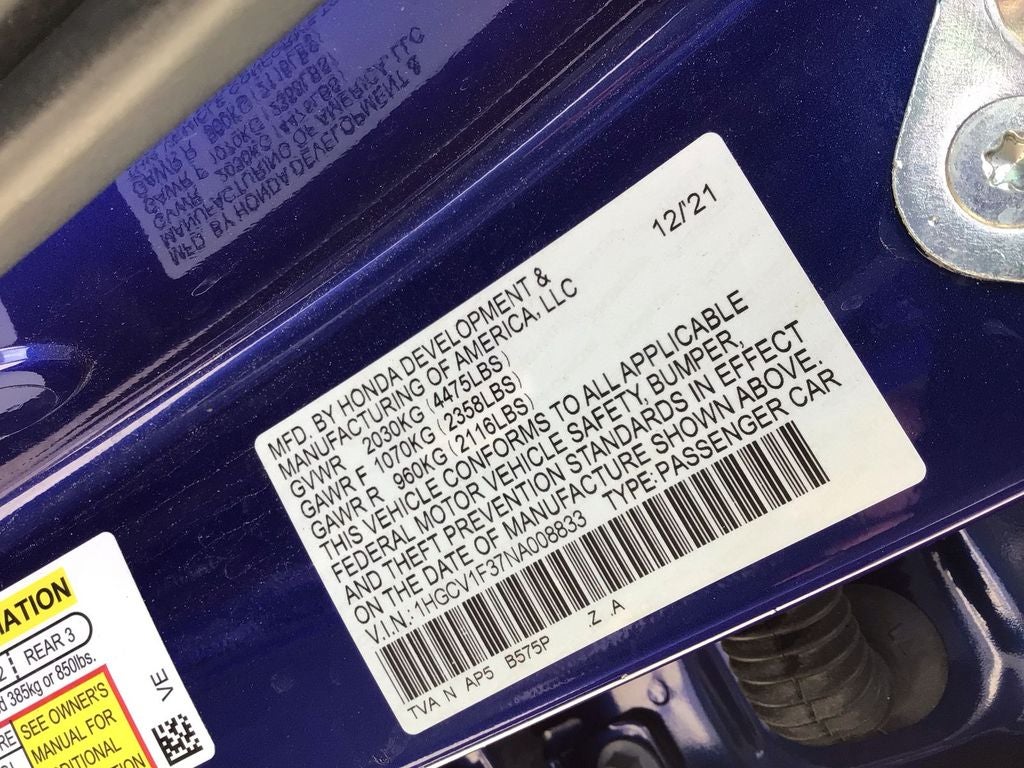 12/'21
MFD. BY HONDA DEVELOPMENT &
MANUFACTURING OF AMERICA, LLC
GVWR 2030KG (4475LBS)
GAWR F 1070KG (2358LBS)
GAWR R 960KG (2116LBS)
THIS VEHICLE CONFORMS TO ALL APPLICABLE
FEDERAL MOTOR VEHICLE SAFETY, BUMPER,
AND THEFT PREVENTION STANDARDS IN EFFECT
ON THE DATE OF MANUFACTURE SHOWN ABOVE.
V.I.N: 1HGCV1F37NA008833 TYPE:PASSENGER CAR
TVA N AP5 B575P Z A
MATION
2 REAR 3
385kg or 850lbs.
SEE OWNER'S
MANUAL FOR
VE